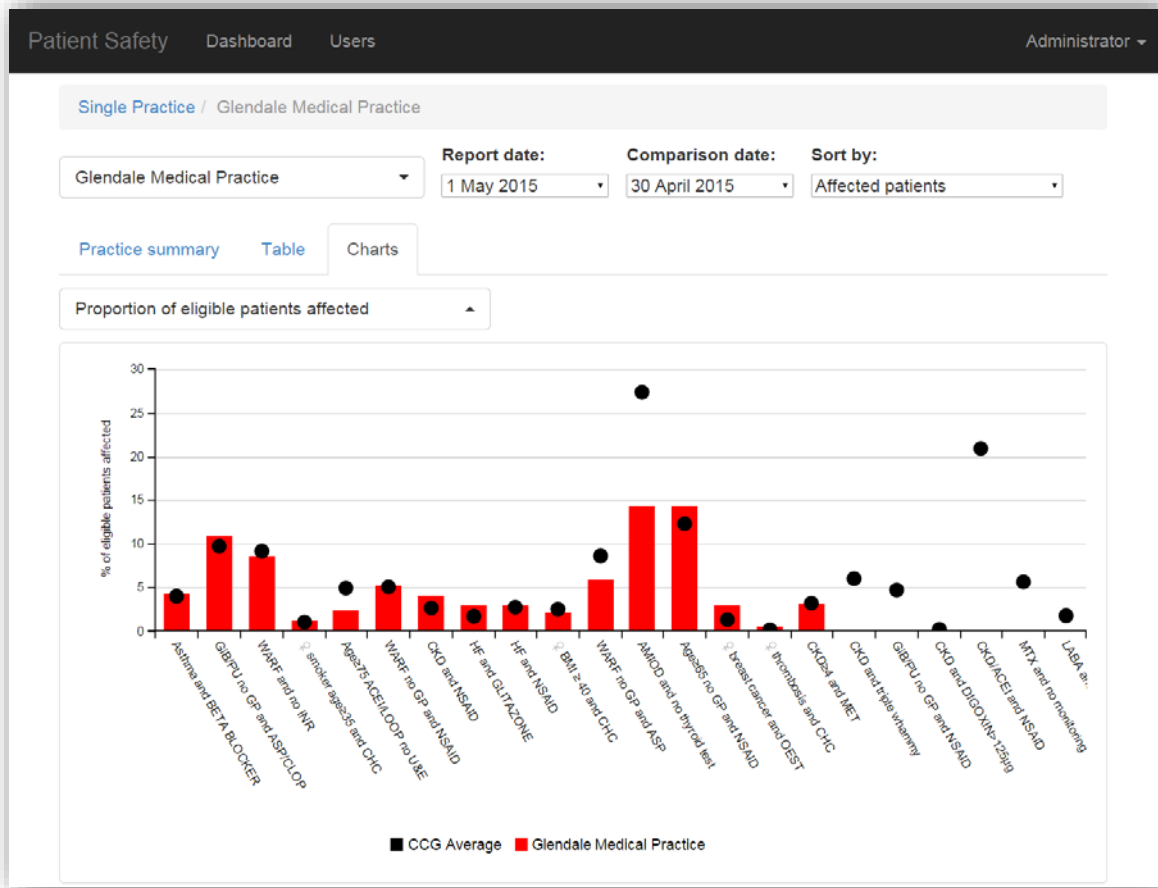 Patient Safety Dashboard Users Administrator
Single Practice / Glendale Medical Practice
Report date: Comparison date: Sort by:
Glendale Medical Practice 1 May 2015 30 April 2015 Affected patients
Practice summary Table Charts
Proportion of eligible patients affected
% of eligible patients affected
30
25
20
15
10
5
0
Asthma and BETA BLOCKER
GIB/PU no GP and ASP/CLOP
WARF and no INR
♀ smoker age≥35 and CHC
Age≥75 ACEI/LOOP no U&E
WARF no GP and NSAID
CKD and NSAID
HF and GLITAZONE
HF and NSAID
♀ BMI ≥ 40 and CHC
WARF no GP and ASP
AMIOD and no thyroid test
Age≥65 no GP and NSAID
♀ breast cancer and OEST
♀ thrombosis and CHC
CKD≥4 and MET
CKD and triple whammy
GIB/PU no GP and NSAID
CKD and DIGOXIN>125µg
CKD/ACEI and NSAID
MTX and no monitoring
LABA
CCG Average Glendale Medical Practice